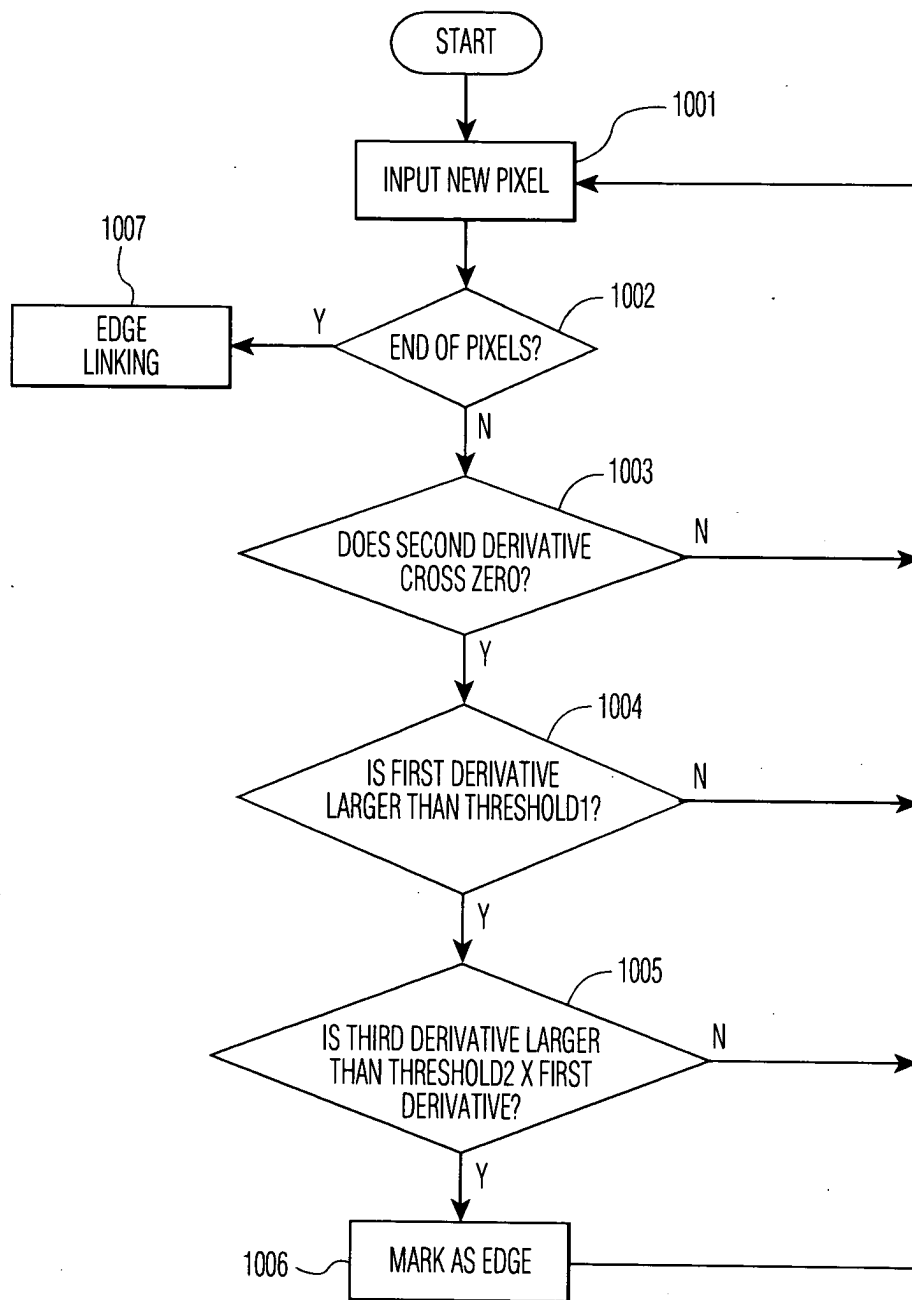 START
1001
INPUT NEW PIXEL
1007
1002
EDGE
LINKING
Y
END OF PIXELS?
N
1003
DOES SECOND DERIVATIVE
CROSS ZERO?
N
Y
1004
IS FIRST DERIVATIVE
LARGER THAN THRESHOLD1?
N
Y
1005
IS THIRD DERIVATIVE LARGER
THAN THRESHOLD2 X FIRST
DERIVATIVE?
N
Y
1006
MARK AS EDGE